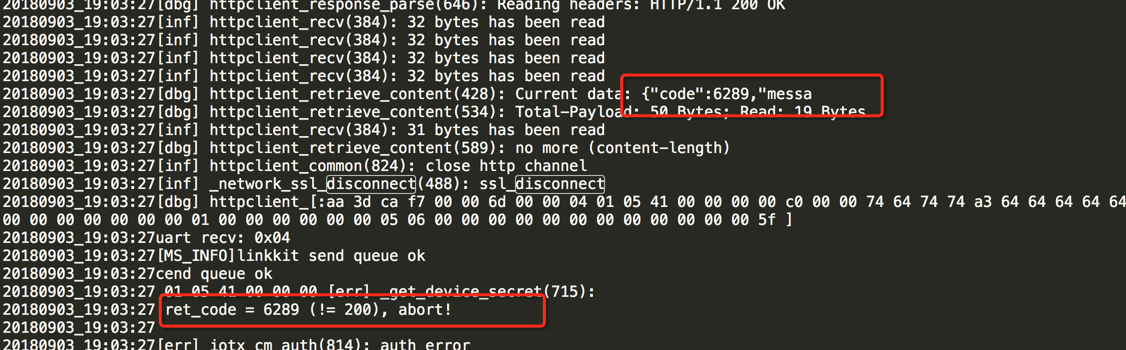 20180903_19:03:27[dbg] httpclient_response_parse(646): Reading headers: HTTP/1.1 200 OK
20180903_19:03:27[inf] httpclient_recv(384): 32 bytes has been read
20180903_19:03:27[inf] httpclient_recv(384): 32 bytes has been read
20180903_19:03:27[inf] httpclient_recv(384): 32 bytes has been read
20180903_19:03:27[inf] httpclient_recv(384): 32 bytes has been read
20180903_19:03:27[dbg] httpclient_retrieve_content(428): Current data: {"code":6289,"messa
20180903_19:03:27[dbg] httpclient_retrieve_content(534): Total-Payload: 50 Bytes; Read: 19 Bytes
20180903_19:03:27[inf] httpclient_recv(384): 31 bytes has been read
20180903_19:03:27[dbg] httpclient_retrieve_content(589): no more (content-length)
20180903_19:03:27[inf] httpclient_common(824): close http channel
20180903_19:03:27[inf] _network_ssl_disconnect(488): ssl_disconnect
20180903_19:03:27[dbg] httpclient_[:aa 3d ca f7 00 00 6d 00 00 04 01 05 41 00 00 00 00 c0 00 00 74 64 74 74 a3 64 64 64 64 64
00 00 00 00 00 00 00 01 00 00 00 00 00 05 06 00 00 00 00 00 00 00 00 00 00 00 5f ]
20180903_19:03:27uart recv: 0x04
20180903_19:03:27[MS_INFO]linkkit send queue ok
20180903_19:03:27cend queue ok
20180903_19:03:27 01 05 41 00 00 00 [err] _get_device_secret(715):
20180903_19:03:27 ret_code = 6289 (!= 200), abort!
20180903_19:03:27
20180903_19:03:27[err] iotx_cm_auth(814): auth error